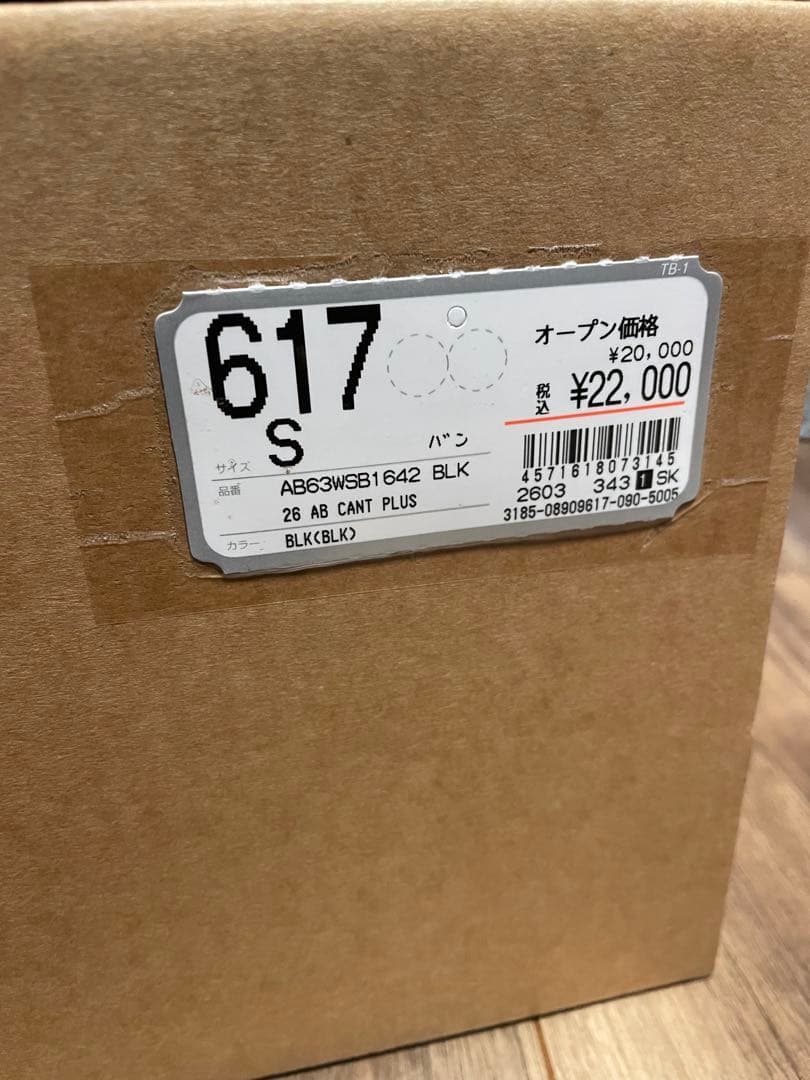 TB-1
617
オープン価格
¥20,000
税込 ¥22,000
サイズ S バン
品番 AB63WSB1642 BLK
26 AB CANT PLUS
カラー BLK(BLK)
4571618073145
2603 343 1 SK
3185-08909617-090-5005